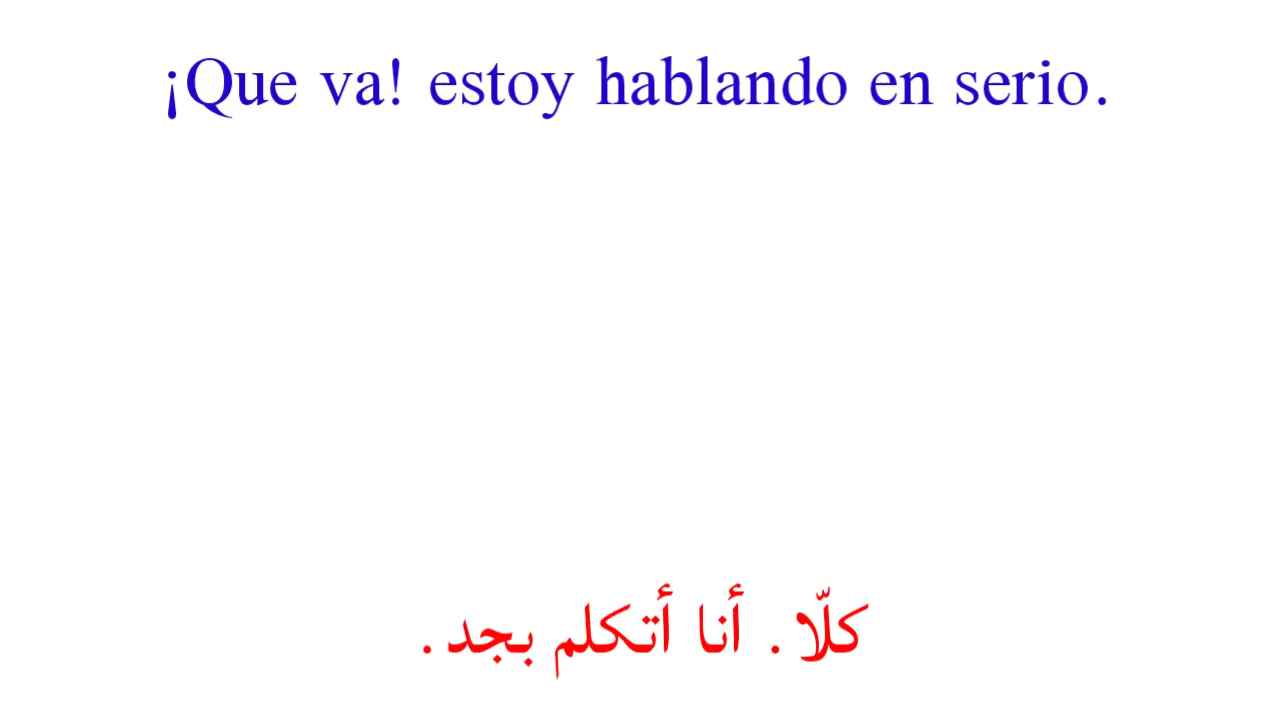 ¡Que va! estoy hablando en serio.
كلّا. أنا أتكلم بجد.